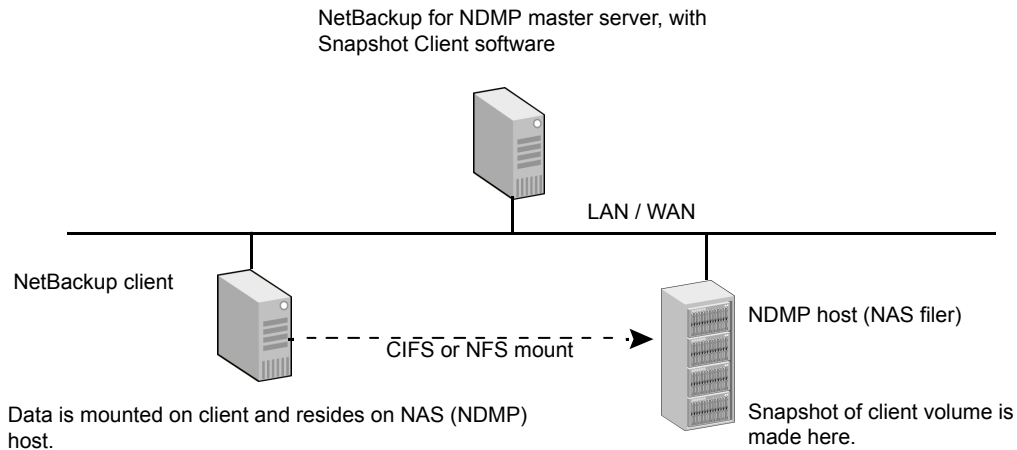 NetBackup for NDMP master server, with
Snapshot Client software
LAN / WAN
NetBackup client
NDMP host (NAS filer)
CIFS or NFS mount
Data is mounted on client and resides on NAS (NDMP)
host.
Snapshot of client volume is
made here.